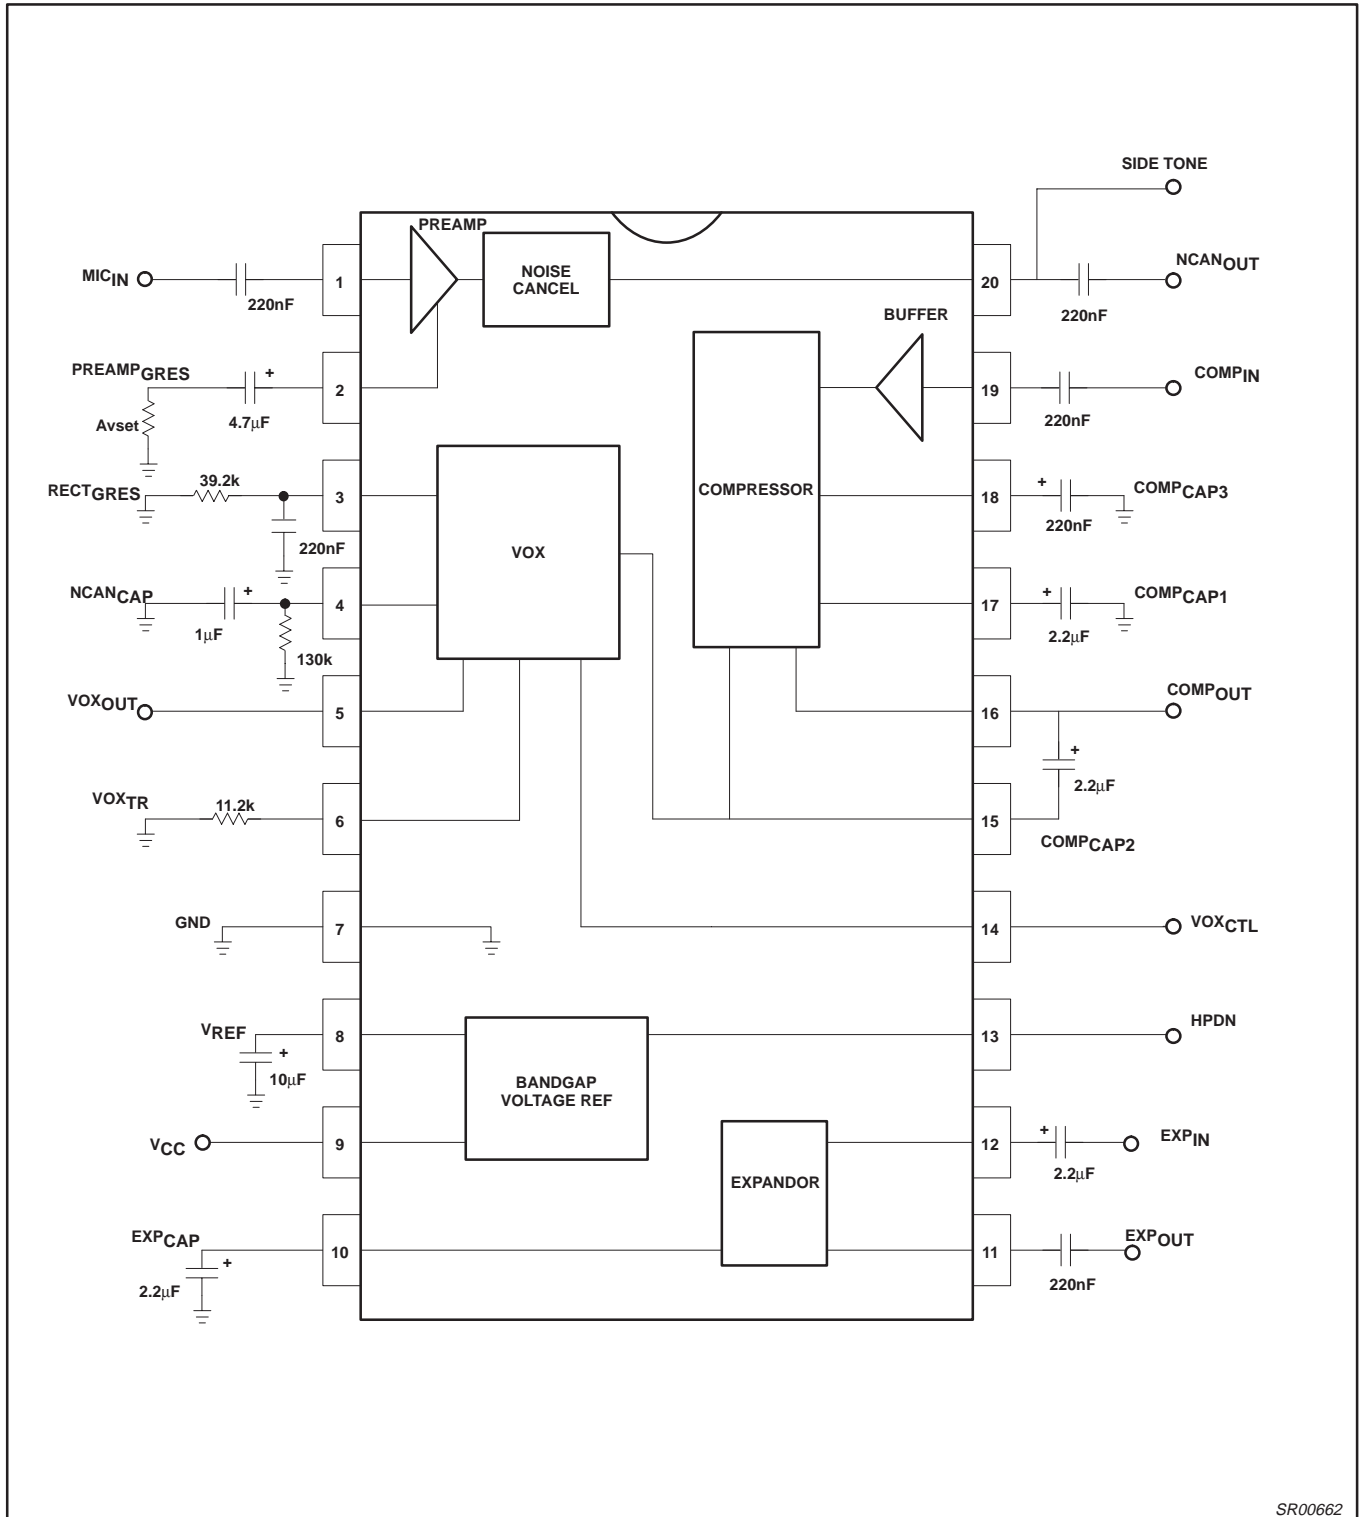 SIDE TONE
PREAMP
MICIN
220nF
1
NOISE
CANCEL
20
NCANOUT
220nF
BUFFER
PREAMPGRES
Avset
4.7µF
+
2
19
COMPIN
220nF
RECTGRES
39.2k
220nF
3
VOX
COMPRESSOR
18
+
220nF
COMPCAP3
NCANCAP
1µF
+
130k
4
17
+
2.2µF
COMPCAP1
VOXOUT
5
16
COMPOUT
+
2.2µF
VOXTR
11.2k
6
15
COMPCAP2
GND
7
14
VOXCTL
VREF
+
10µF
8
BANDGAP
VOLTAGE REF
13
HPDN
VCC
9
12
+
2.2µF
EXPIN
EXPANDOR
EXPCAP
+
2.2µF
10
11
220nF
EXPOUT
SR00662